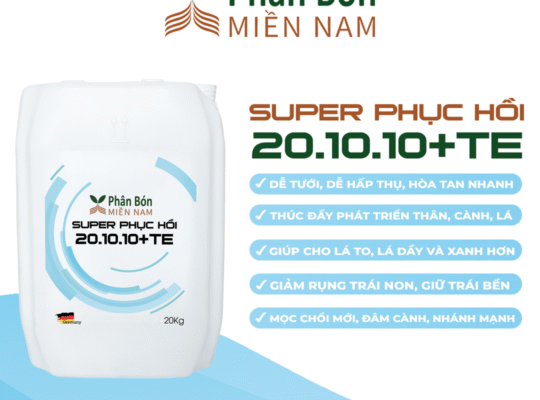 Phân Bón
MIỀN NAM
SUPER PHỤC HỒI
20.10.10+TE
✓ DỄ TƯỚI, DỄ HẤP THỤ, HÒA TAN NHANH
✓ THÚC ĐẨY PHÁT TRIỂN THÂN, CÀNH, LÁ
✓ GIÚP CHO LÁ TO, LÁ DẦY VÀ XANH HƠN
✓ GIẢM RỤNG TRÁI NON, GIỮ TRÁI BỀN
✓ MỌC CHỒI MỚI, ĐÂM CÀNH, NHÁNH MẠNH
Phân Bón
MIỀN NAM
SUPER PHỤC HỒI
20.10.10+TE
Germany
20Kg